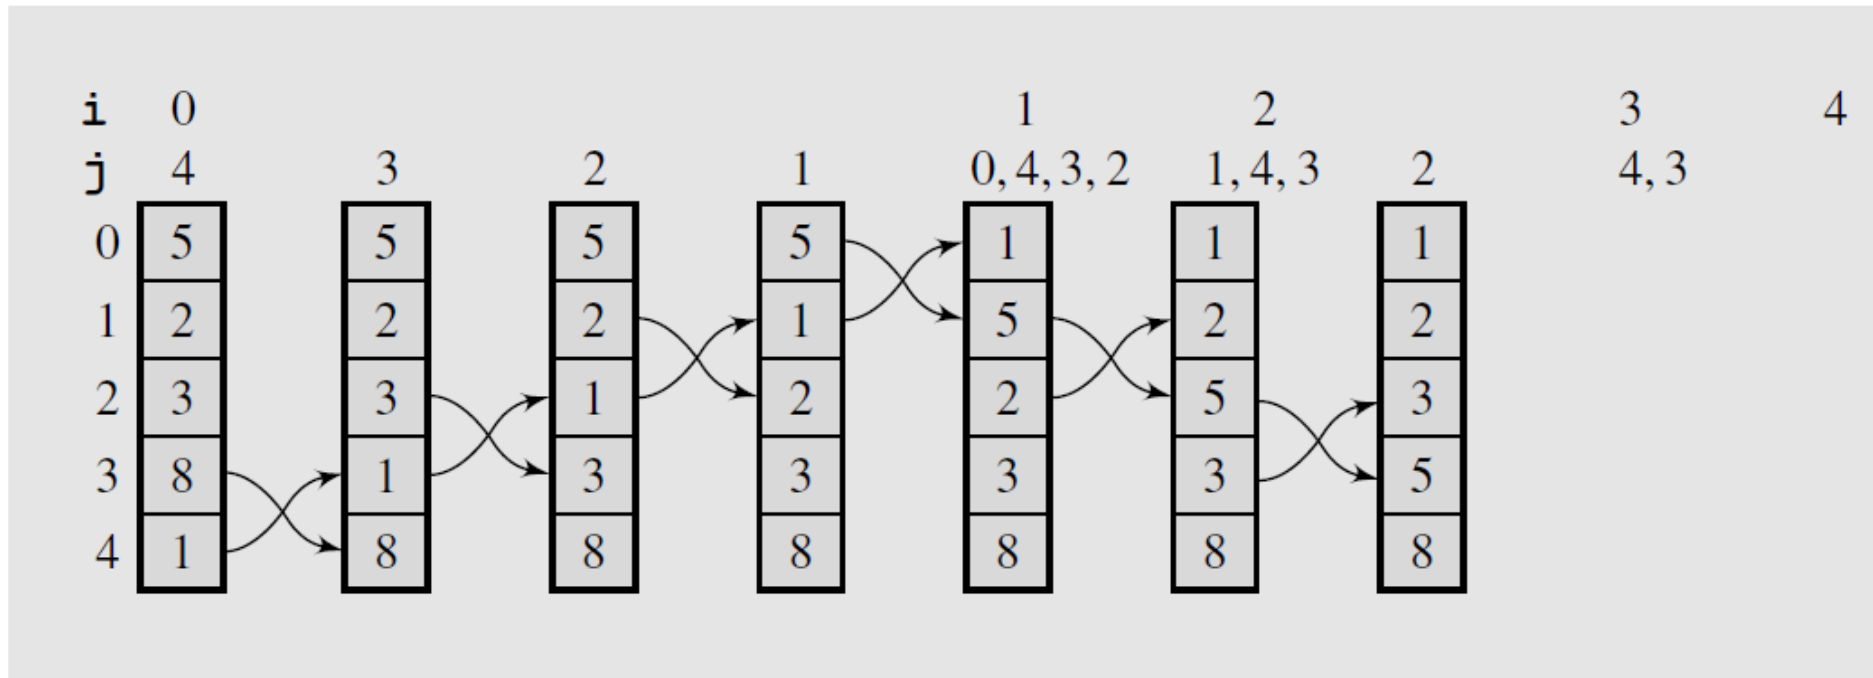 i 0 1 2 3 4
j 4 3 2 1 0, 4, 3, 2 1, 4, 3 2 4, 3
0 5 5 5 5 1 1 1
1 2 2 2 1 5 2 2
2 3 3 1 2 2 5 3
3 8 1 3 3 3 3 5
4 1 8 8 8 8 8 8